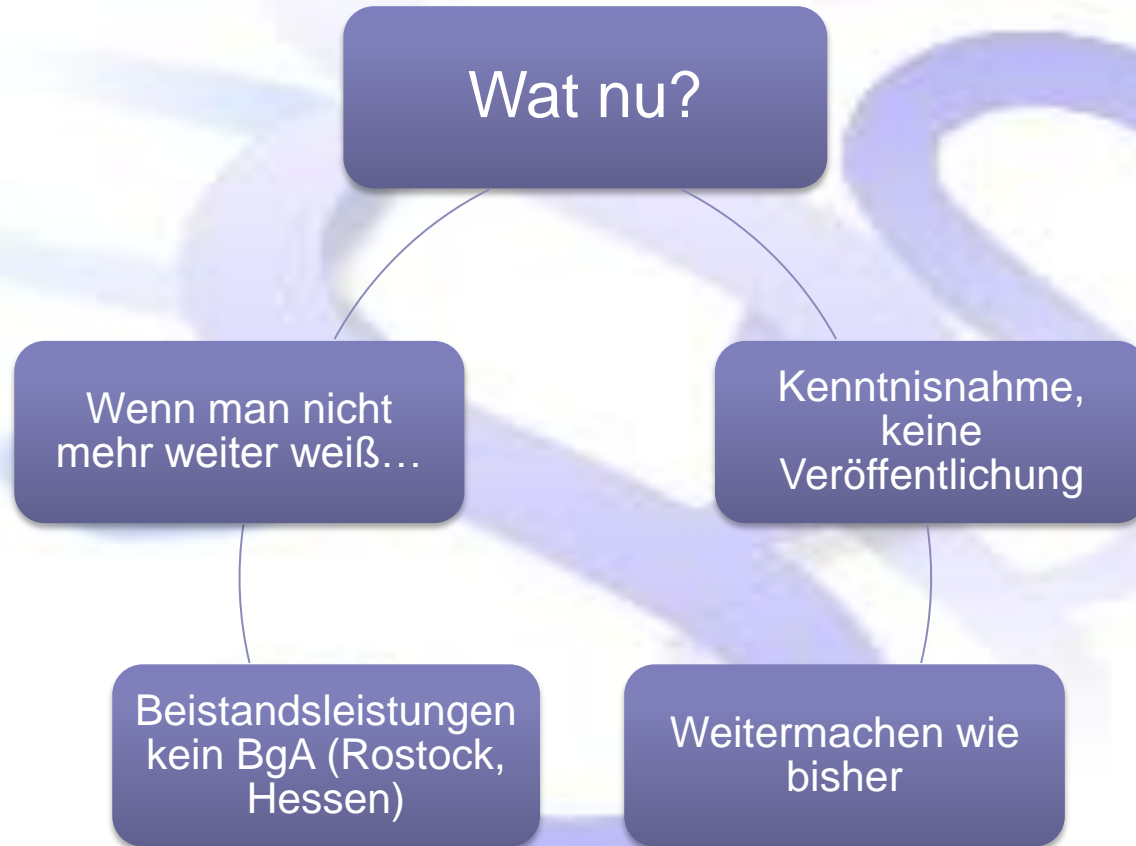 Wat nu?
Wenn man nicht
mehr weiter weiß…
Kenntnisnahme,
keine
Veröffentlichung
Beistandsleistungen
kein BgA (Rostock,
Hessen)
Weitermachen wie
bisher